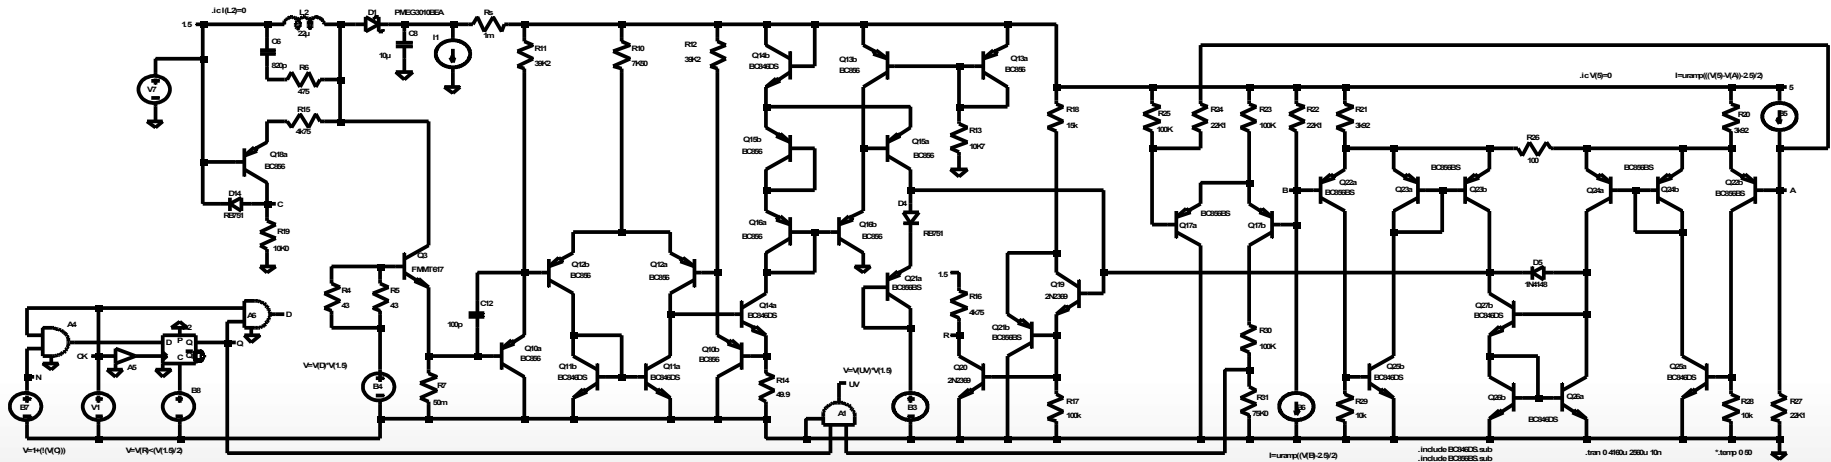 .ic I(L2)=0
L2
22µ
D1
PMEG3010BEA
Rs
1m
1.5
C6
820p
R6
475
C8
10µ
I1
V7
R15
4k75
Q18a
BC856
D14
RB751
C
R19
10K0
R11
39K2
R10
7K50
R12
39K2
Q14b
BC846DS
Q13b
BC856
Q13a
BC856
R13
10K7
Q15b
BC856
Q15a
BC856
Q16a
BC856
Q16b
BC856
D4
RB751
Q21a
BC856BS
R18
15k
R25
100K
R24
22K1
R23
100K
R22
22K1
R21
3k92
.ic V(5)=0
I=uramp((V(5)-V(A))-2.5)/2)
5
R20
3k92
R26
100
B
Q22a
BC856BS
BC856BS
Q23a
Q23b
BC856BS
Q24a
Q24b
Q22b
BC856BS
A
BC856BS
Q17a
Q17b
Q3
FMMT617
R4
43
R5
43
C12
100p
Q12b
BC856
Q12a
BC856
Q14a
BC846DS
1.5
R16
4k75
R
Q19
2N2369
Q21b
BC856BS
D5
1N4148
Q27b
BC846DS
R30
100K
A4
A6
D
CK
A5
D
P
Q
C
Q
N
B7
V1
B8
V=V(D)*V(1.5)
B4
R7
50m
Q10a
BC856
Q11b
BC846DS
Q11a
BC846DS
Q10b
BC856
R14
49.9
V=V(UV)*V(1.5)
UV
A1
B3
Q20
2N2369
R17
100k
R31
75K0
R29
10k
Q25b
BC846DS
Q26b
Q26a
BC846DS
Q25a
BC846DS
R28
10k
R27
22K1
V=1+(!(V(C)))
V=V(R)<(V(1.5)/2)
I=uramp((V(B)-2.5)/2)
.include BC846DS.sub
.include BC856BS.sub
.tran 0 4160u 2560u 10n
*.temp 0 50